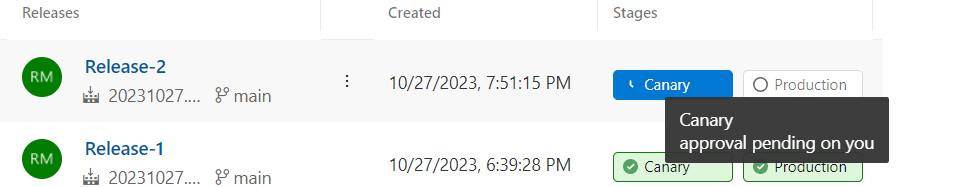 Releases Created Stages
RM Release-2
20231027.... main 10/27/2023, 7:51:15 PM Canary Production
Canary
approval pending on you
RM Release-1
20231027.... main 10/27/2023, 6:39:28 PM Canary Production